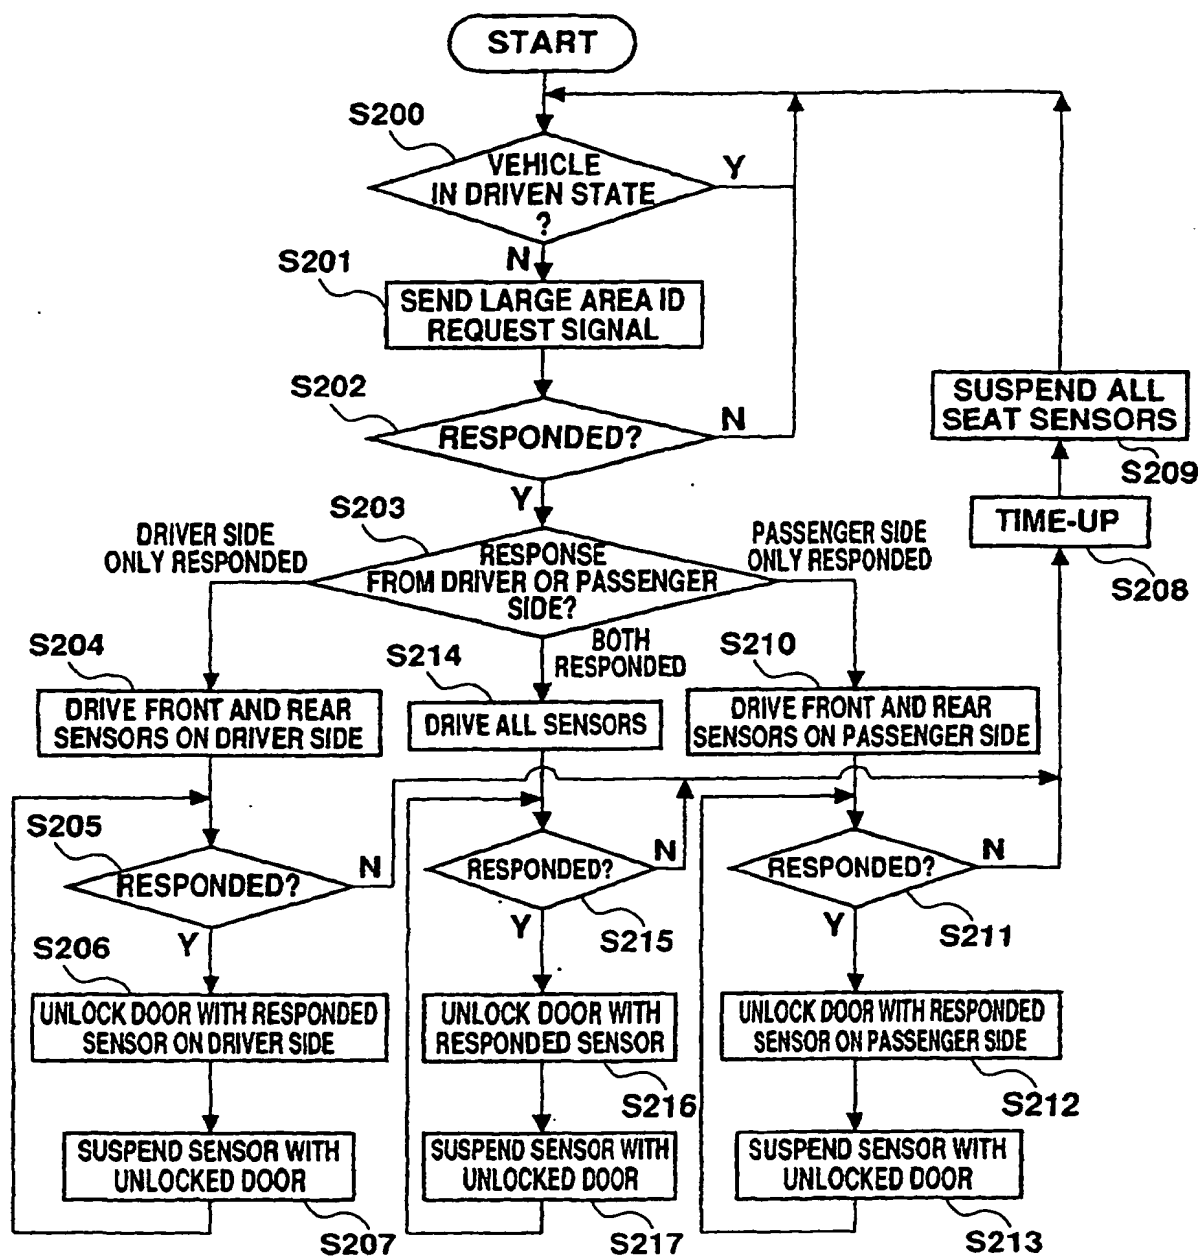 START
S200
VEHICLE
IN DRIVEN STATE
?
Y
N
S201
SEND LARGE AREA ID
REQUEST SIGNAL
S202
RESPONDED?
N
Y
SUSPEND ALL
SEAT SENSORS
S209
TIME-UP
S208
S203
DRIVER SIDE
ONLY RESPONDED
RESPONSE
FROM DRIVER OR PASSENGER
SIDE?
PASSENGER SIDE
ONLY RESPONDED
BOTH
RESPONDED
S204
DRIVE FRONT AND REAR
SENSORS ON DRIVER SIDE
S214
DRIVE ALL SENSORS
S210
DRIVE FRONT AND REAR
SENSORS ON PASSENGER SIDE
S205
RESPONDED?
N
Y
RESPONDED?
N
S215
Y
RESPONDED?
N
S211
Y
S206
UNLOCK DOOR WITH RESPONDED
SENSOR ON DRIVER SIDE
UNLOCK DOOR WITH
RESPONDED SENSOR
S216
UNLOCK DOOR WITH RESPONDED
SENSOR ON PASSENGER SIDE
S212
SUSPEND SENSOR WITH
UNLOCKED DOOR
S207
SUSPEND SENSOR WITH
UNLOCKED DOOR
S217
SUSPEND SENSOR WITH
UNLOCKED DOOR
S213